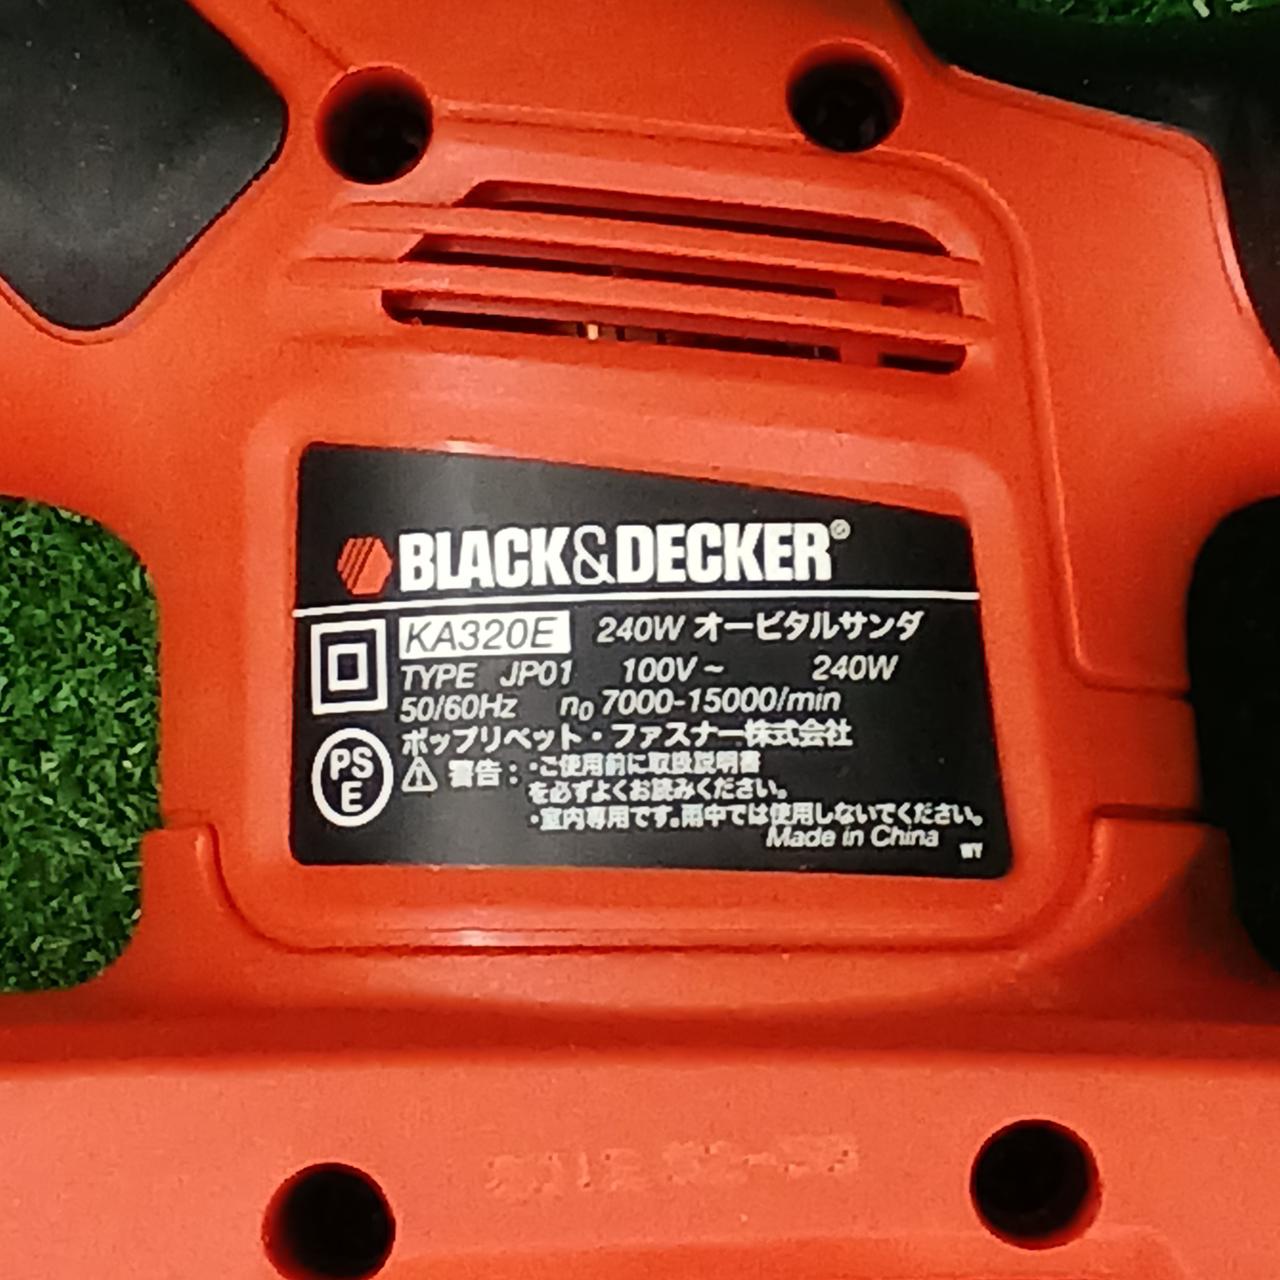 BLACK&DECKER®
KA320E 240W オービタルサンダ
TYPE JP01 100V~ 240W
50/60Hz n0 7000-15000/min
ポップリベット・ファスナー株式会社
PS
E
警告：・ご使用前に取扱説明書
を必ずよくお読みください。
・室内専用です。雨中では使用しないでください。
Made in China
WY